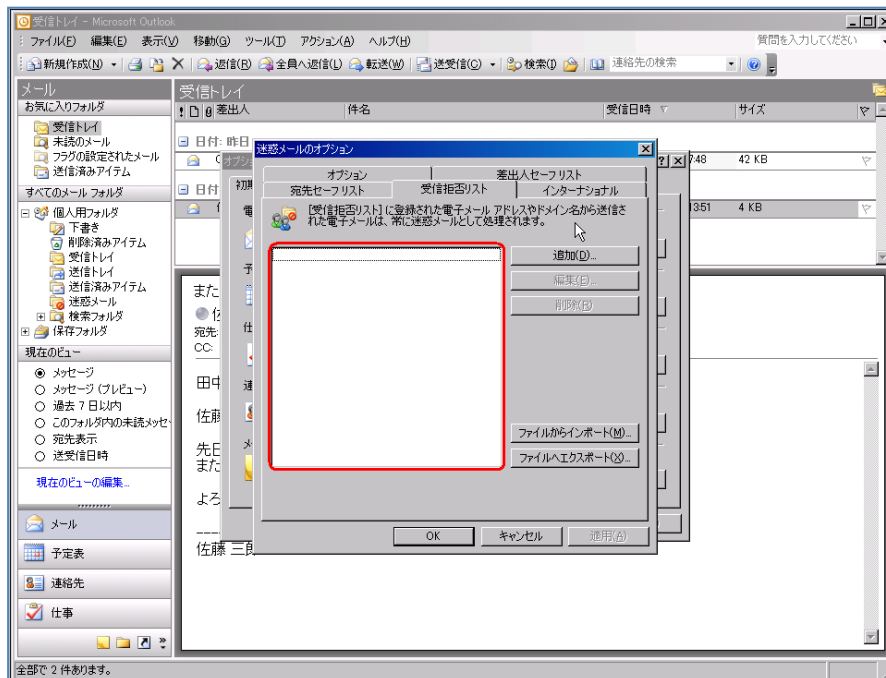 受信トレイ - Microsoft Outlook
ファイル(F) 編集(E) 表示(V) 移動(G) ツール(T) アクション(A) ヘルプ(H) 質問を入力してください
新規作成(N) 返信(R) 全員へ返信(L) 転送(W) 送受信(C) 検索(I) 連絡先の検索
メール
お気に入りフォルダ
受信トレイ
未読のメール
フラグの設定されたメール
送信済みアイテム
すべてのメール フォルダ
個人用フォルダ
下書き
削除済みアイテム
受信トレイ
送信トレイ
送信済みアイテム
迷惑メール
検索フォルダ
保存フォルダ
現在のビュー
メッセージ
メッセージ (プレビュー)
過去 7 日以内
このフォルダ内の未読メッセ
宛先表示
送受信日時
現在のビューの編集...
メール
予定表
連絡先
仕事
受信トレイ
差出人 件名 受信日時 サイズ
日付: 昨日
7:48 42 KB
日付
13:51 4 KB
また
宛先:
CC:
田中
佐藤
先日
また
よろ
佐藤 三郎
迷惑メールのオプション
オプション 差出人セーフ リスト
宛先セーフ リスト 受信拒否リスト インターナショナル
[受信拒否リスト] に登録された電子メール アドレスやドメイン名から送信さ
れた電子メールは、常に迷惑メールとして処理されます。
追加(D)...
編集(E)...
削除(R)
ファイルからインポート(M)...
ファイルへエクスポート(X)...
OK キャンセル 適用(A)
全部で 2 件あります。